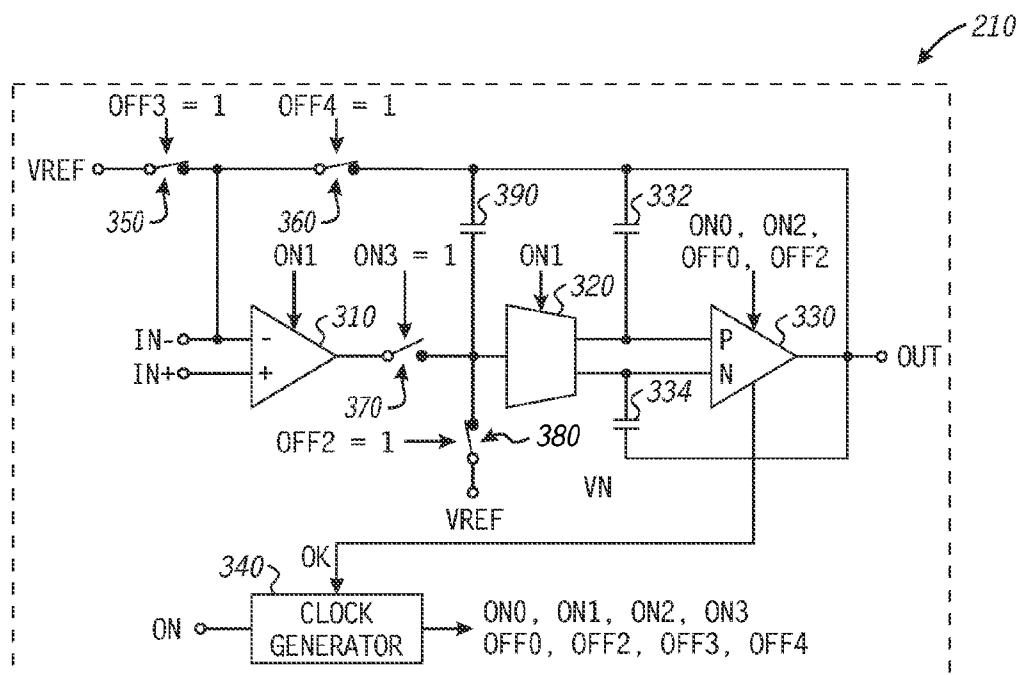 210
OFF3 = 1
OFF4 = 1
VREF
350
360
390
332
ON0, ON2,
OFF0, OFF2
ON1
ON3 = 1
ON1
320
310
330
IN-
-
P
IN+
+
N
OUT
370
334
OFF2 = 1
380
VN
VREF
OK
340
ON
CLOCK
GENERATOR
ON0, ON1, ON2, ON3
OFF0, OFF2, OFF3, OFF4